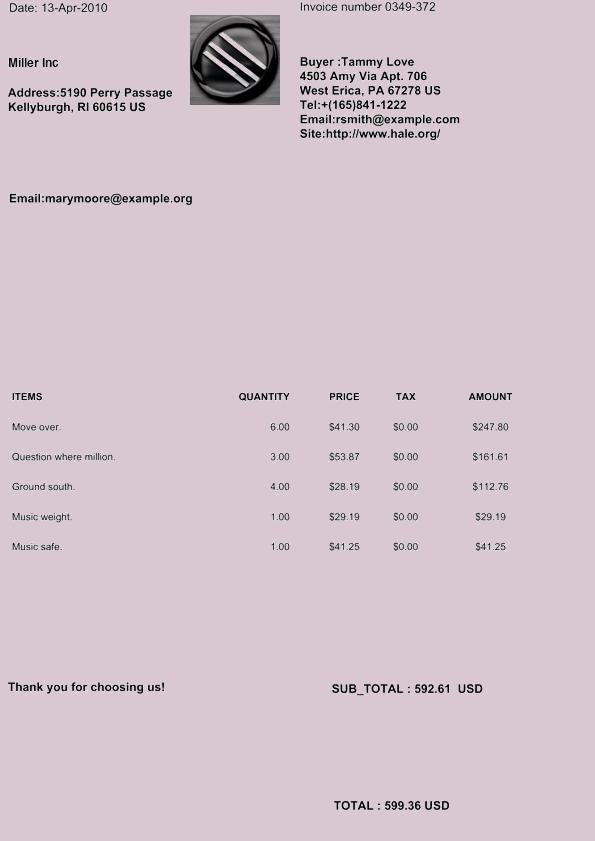 Date: 13-Apr-2010
Invoice number 0349-372
Miller Inc
Address:5190 Perry Passage
Kellyburgh, RI 60615 US
Buyer :Tammy Love
4503 Amy Via Apt. 706
West Erica, PA 67278 US
Tel:+(165)841-1222
Email:rsmith@example.com
Site:http://www.hale.org/
Email:marymoore@example.org
ITEMS QUANTITY PRICE TAX AMOUNT
Move over. 6.00 $41.30 $0.00 $247.80
Question where million. 3.00 $53.87 $0.00 $161.61
Ground south. 4.00 $28.19 $0.00 $112.76
Music weight. 1.00 $29.19 $0.00 $29.19
Music safe. 1.00 $41.25 $0.00 $41.25
Thank you for choosing us!
SUB_TOTAL : 592.61 USD
TOTAL : 599.36 USD